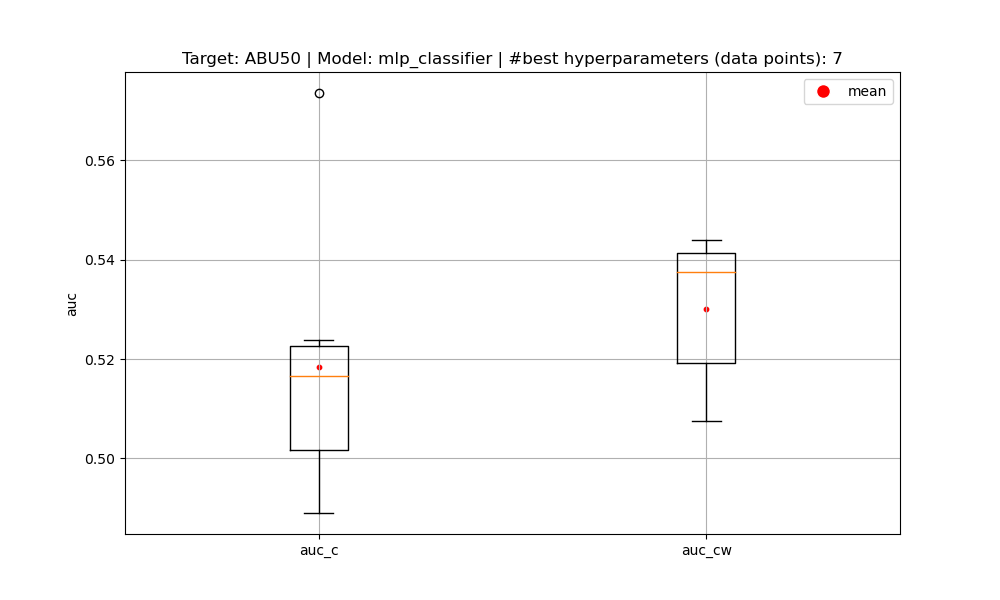 Target: ABU50 | Model: mlp_classifier | #best hyperparameters (data points): 7
mean
0.56
0.54
0.52
0.50
auc
auc_c
auc_cw